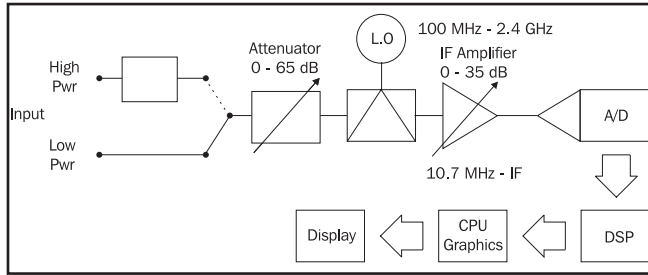 High
Pwr
Input
Low
Pwr
Attenuator
0 - 65 dB
L.O
100 MHz - 2.4 GHz
IF Amplifier
0 - 35 dB
10.7 MHz - IF
A/D
DSP
CPU
Graphics
Display